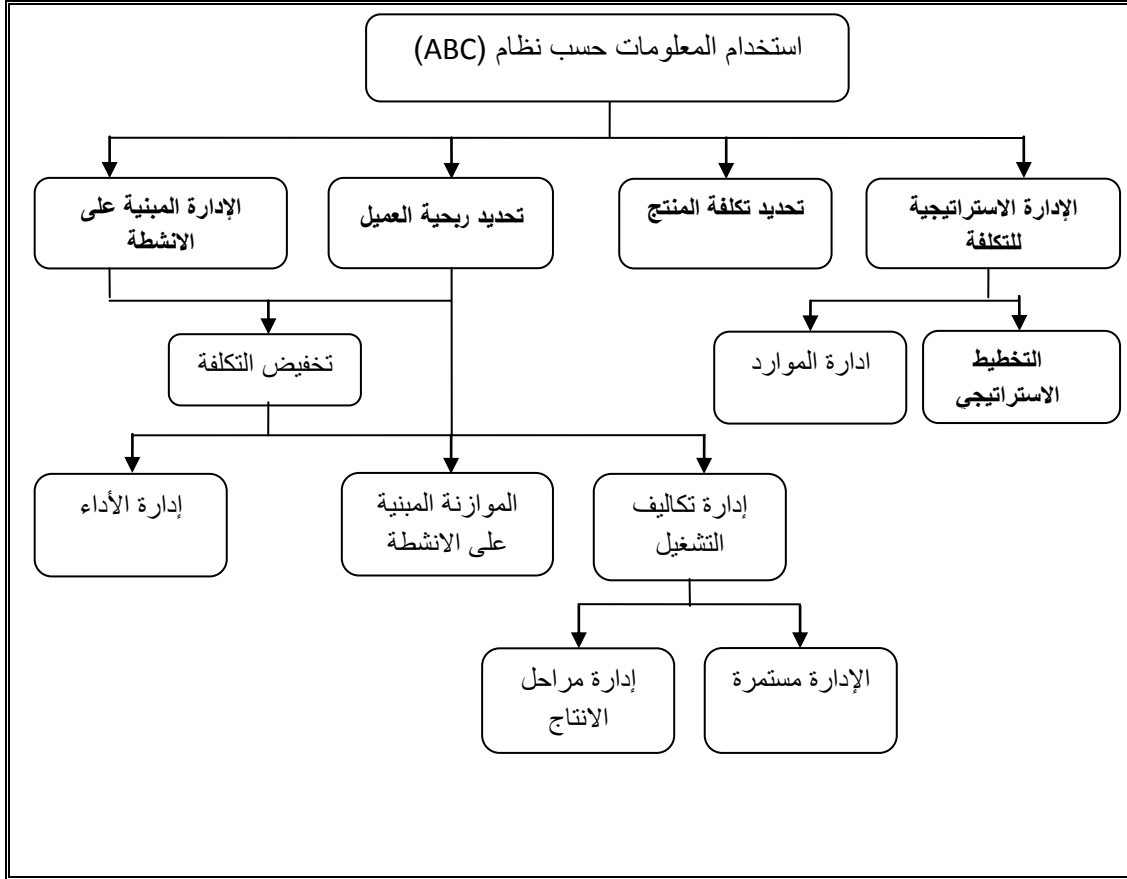 استخدام المعلومات حسب نظام (ABC)
الإدارة الاستراتيجية
للتكلفة
تحديد تكلفة المنتج
تحديد ربحية العميل
الإدارة المبنية على
الانشطة
التخطيط
الاستراتيجي
ادارة الموارد
تخفيض التكلفة
إدارة تكاليف
التشغيل
الموازنة المبنية
على الانشطة
إدارة الأداء
الإدارة مستمرة
إدارة مراحل
الانتاج